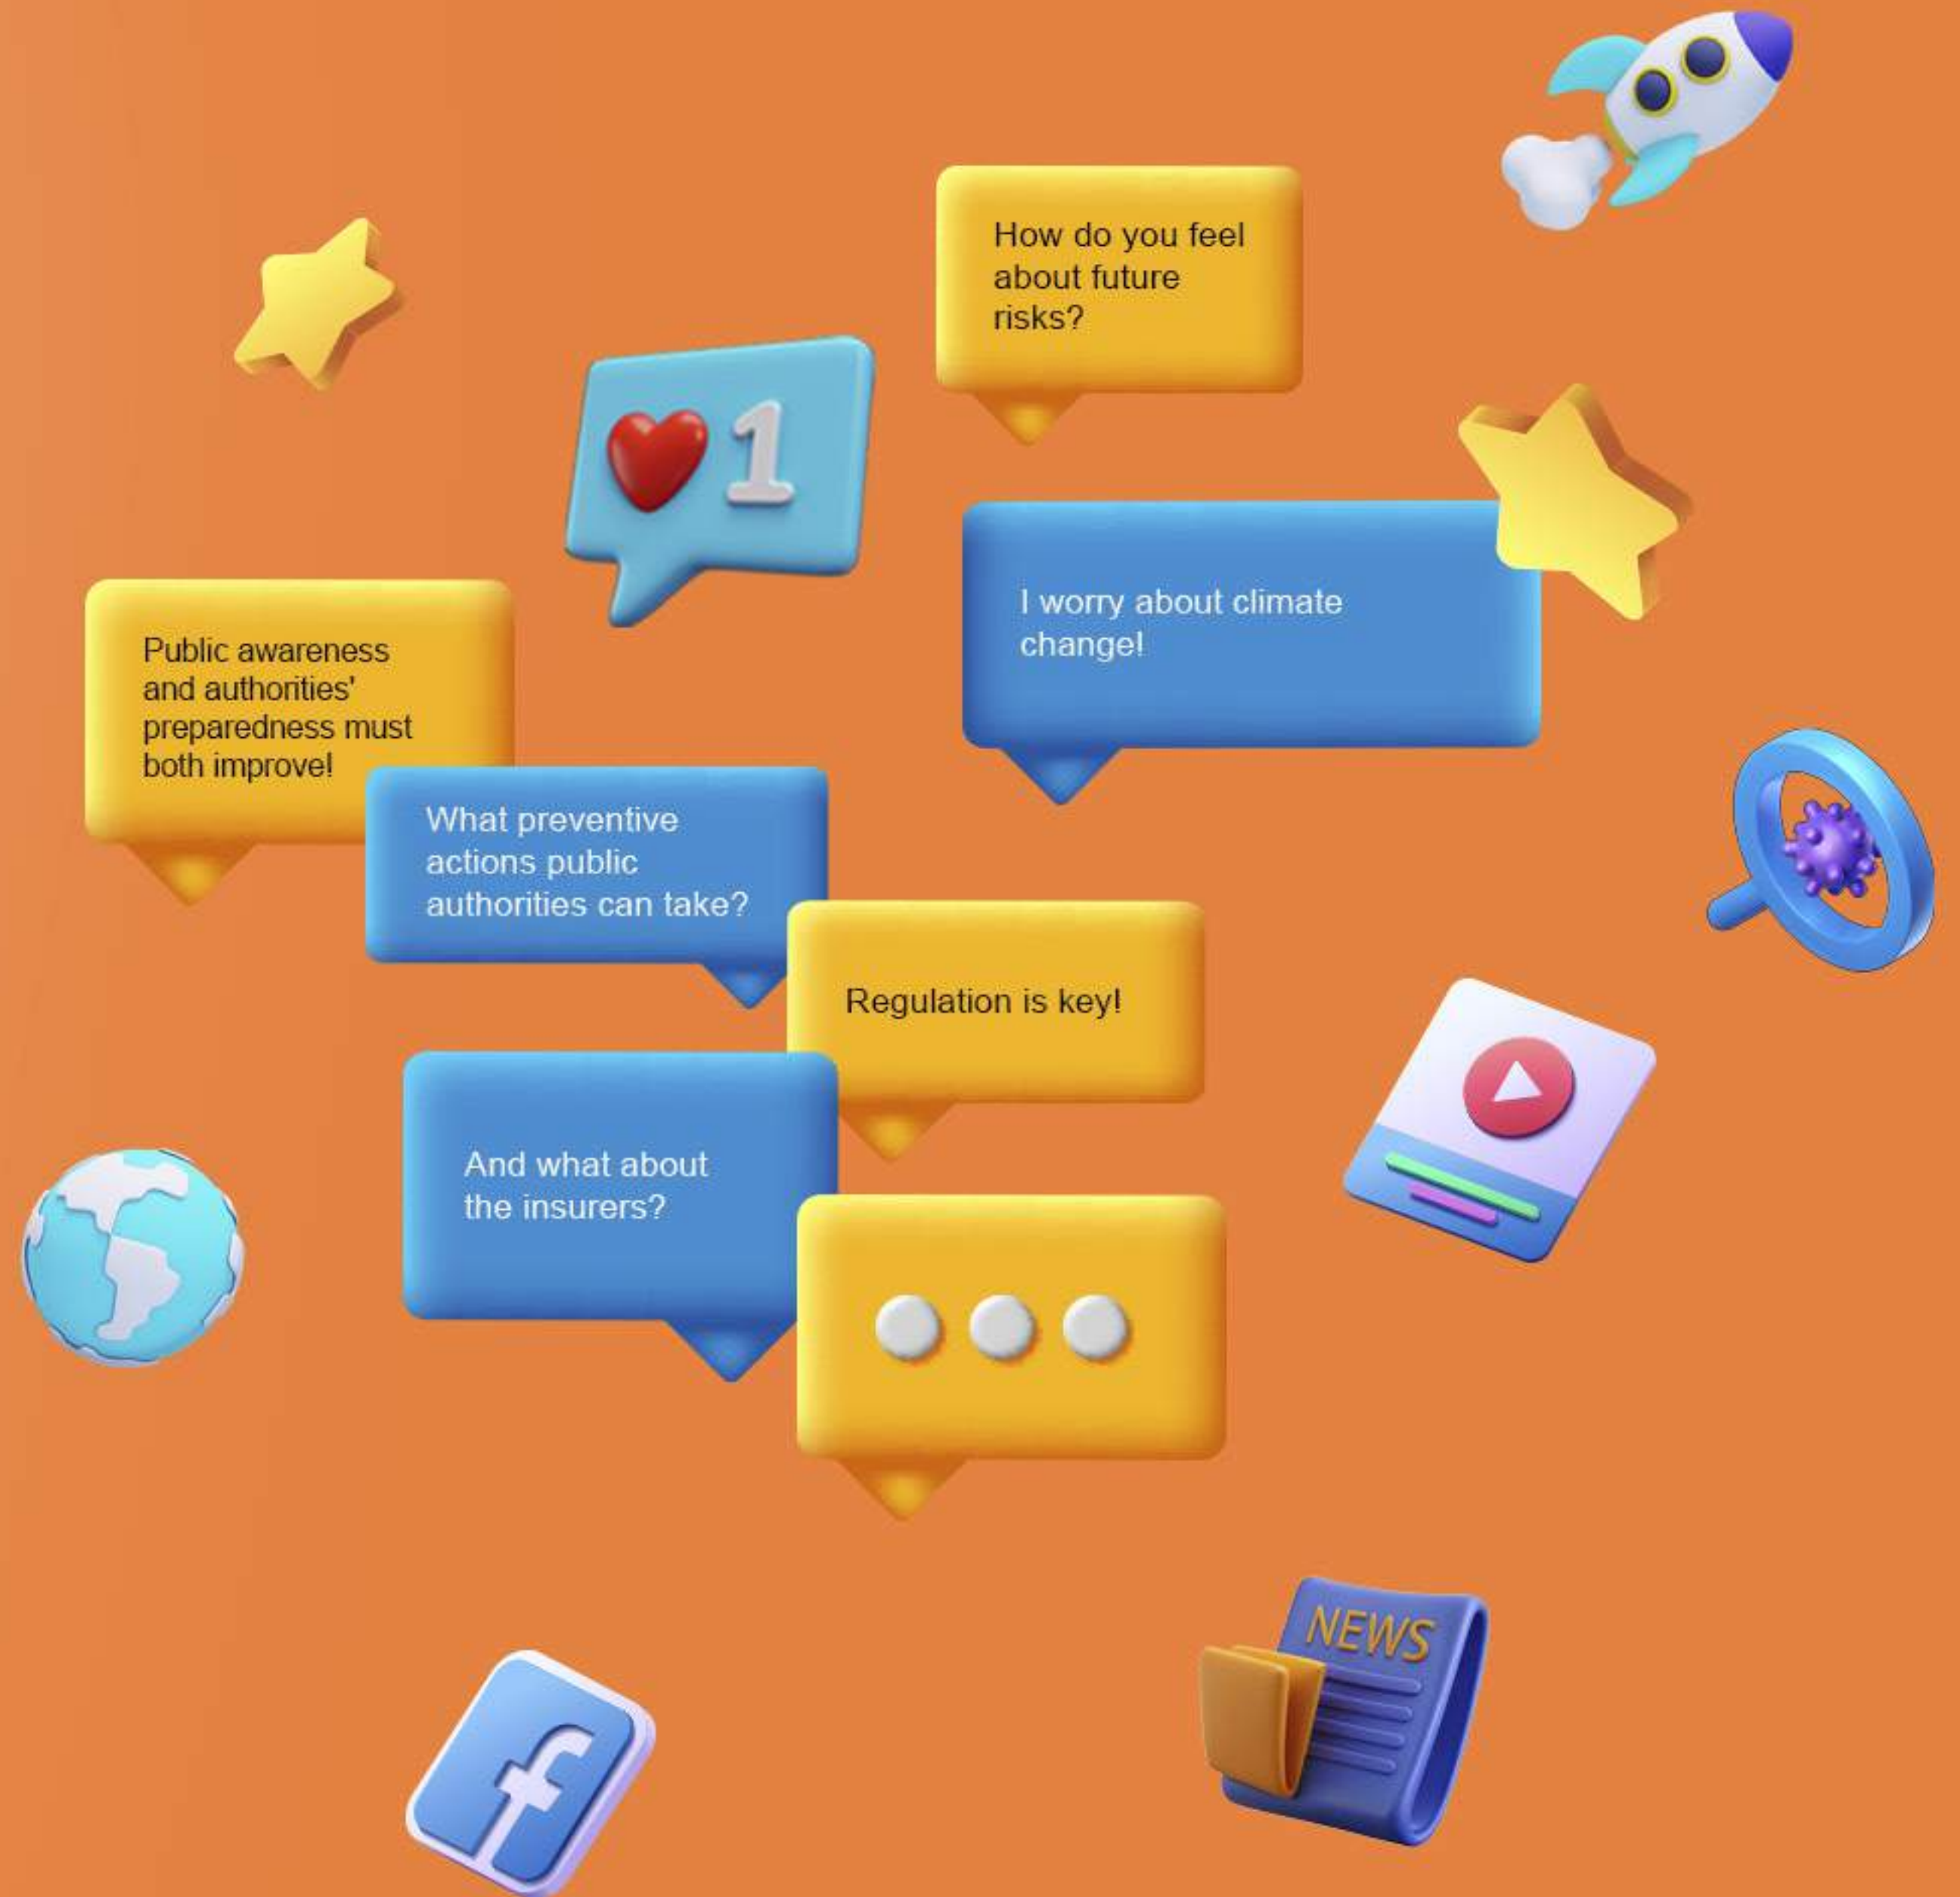 How do you feel
about future
risks?
1
I worry about climate
change!
Public awareness
and authorities'
preparedness must
both improve!
What preventive
actions public
authorities can take?
Regulation is key!
And what about
the insurers?
NEWS
f